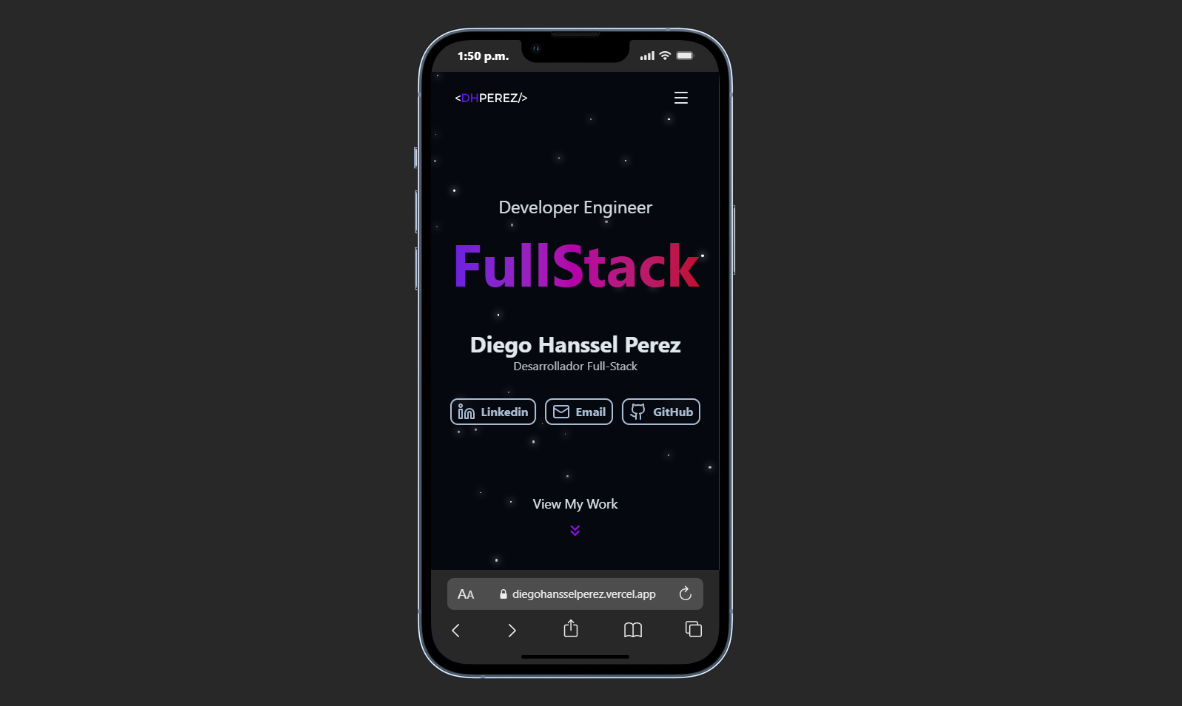 1:50 p.m.
<DHPEREZ/>
Developer Engineer
FullStack
Diego Hanssel Perez
Desarrollador Full-Stack
Linkedin Email GitHub
View My Work
AA diegohansselperez.vercel.app